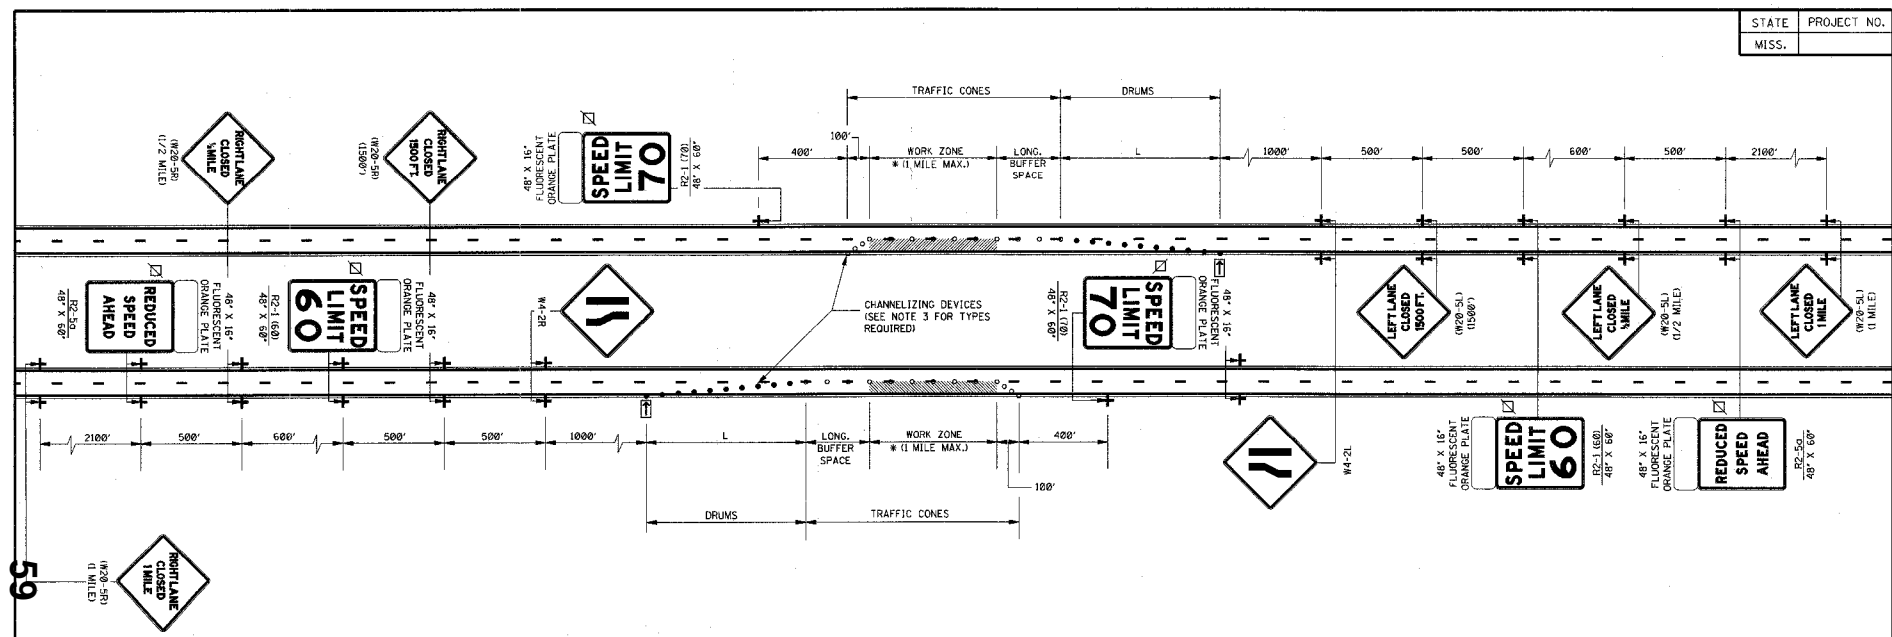 STATE PROJECT NO.
MISS.
TRAFFIC CONES DRUMS
100'
400' WORK ZONE LONG. L 1000' 500' 500' 600' 500' 2100'
* (1 MILE MAX.) BUFFER
SPACE
RIGHT LANE
CLOSED
½ MILE
(W20-5R)
(1/2 MILE)
RIGHT LANE
CLOSED
1500 FT.
(W20-5R)
(1500')
SPEED
LIMIT
70
48" X 16"
FLUORESCENT
ORANGE PLATE
R2-1 (70)
48" X 60"
REDUCED
SPEED
AHEAD
R2-5a
48" X 60"
48" X 16"
FLUORESCENT
ORANGE PLATE
SPEED
LIMIT
60
R2-1 (60)
48" X 60"
48" X 16"
FLUORESCENT
ORANGE PLATE
W4-2R
CHANNELIZING DEVICES
(SEE NOTE 3 FOR TYPES
REQUIRED)
SPEED
LIMIT
70
R2-1 (70)
48" X 60"
48" X 16"
FLUORESCENT
ORANGE PLATE
LEFT LANE
CLOSED
1500 FT.
(W20-5L)
(1500')
LEFT LANE
CLOSED
½ MILE
(W20-5L)
(1/2 MILE)
LEFT LANE
CLOSED
1 MILE
(W20-5L)
(1 MILE)
2100' 500' 600' 500' 500' 1000' L LONG. WORK ZONE 400'
BUFFER * (1 MILE MAX.)
SPACE
100'
DRUMS TRAFFIC CONES
W4-2L
48" X 16"
FLUORESCENT
ORANGE PLATE
SPEED
LIMIT
60
R2-1 (60)
48" X 60"
48" X 16"
FLUORESCENT
ORANGE PLATE
REDUCED
SPEED
AHEAD
R2-5a
48" X 60"
59
(W20-5R)
(1 MILE)
RIGHT LANE
CLOSED
1 MILE